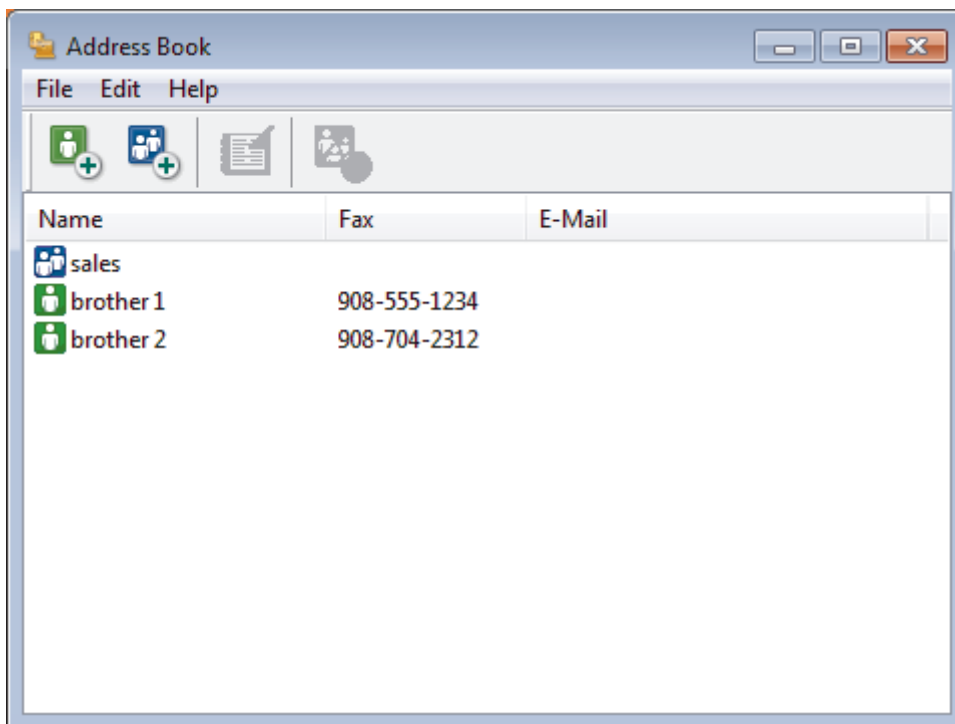 Address Book
File Edit Help
Name Fax E-Mail
sales
brother 1 908-555-1234
brother 2 908-704-2312